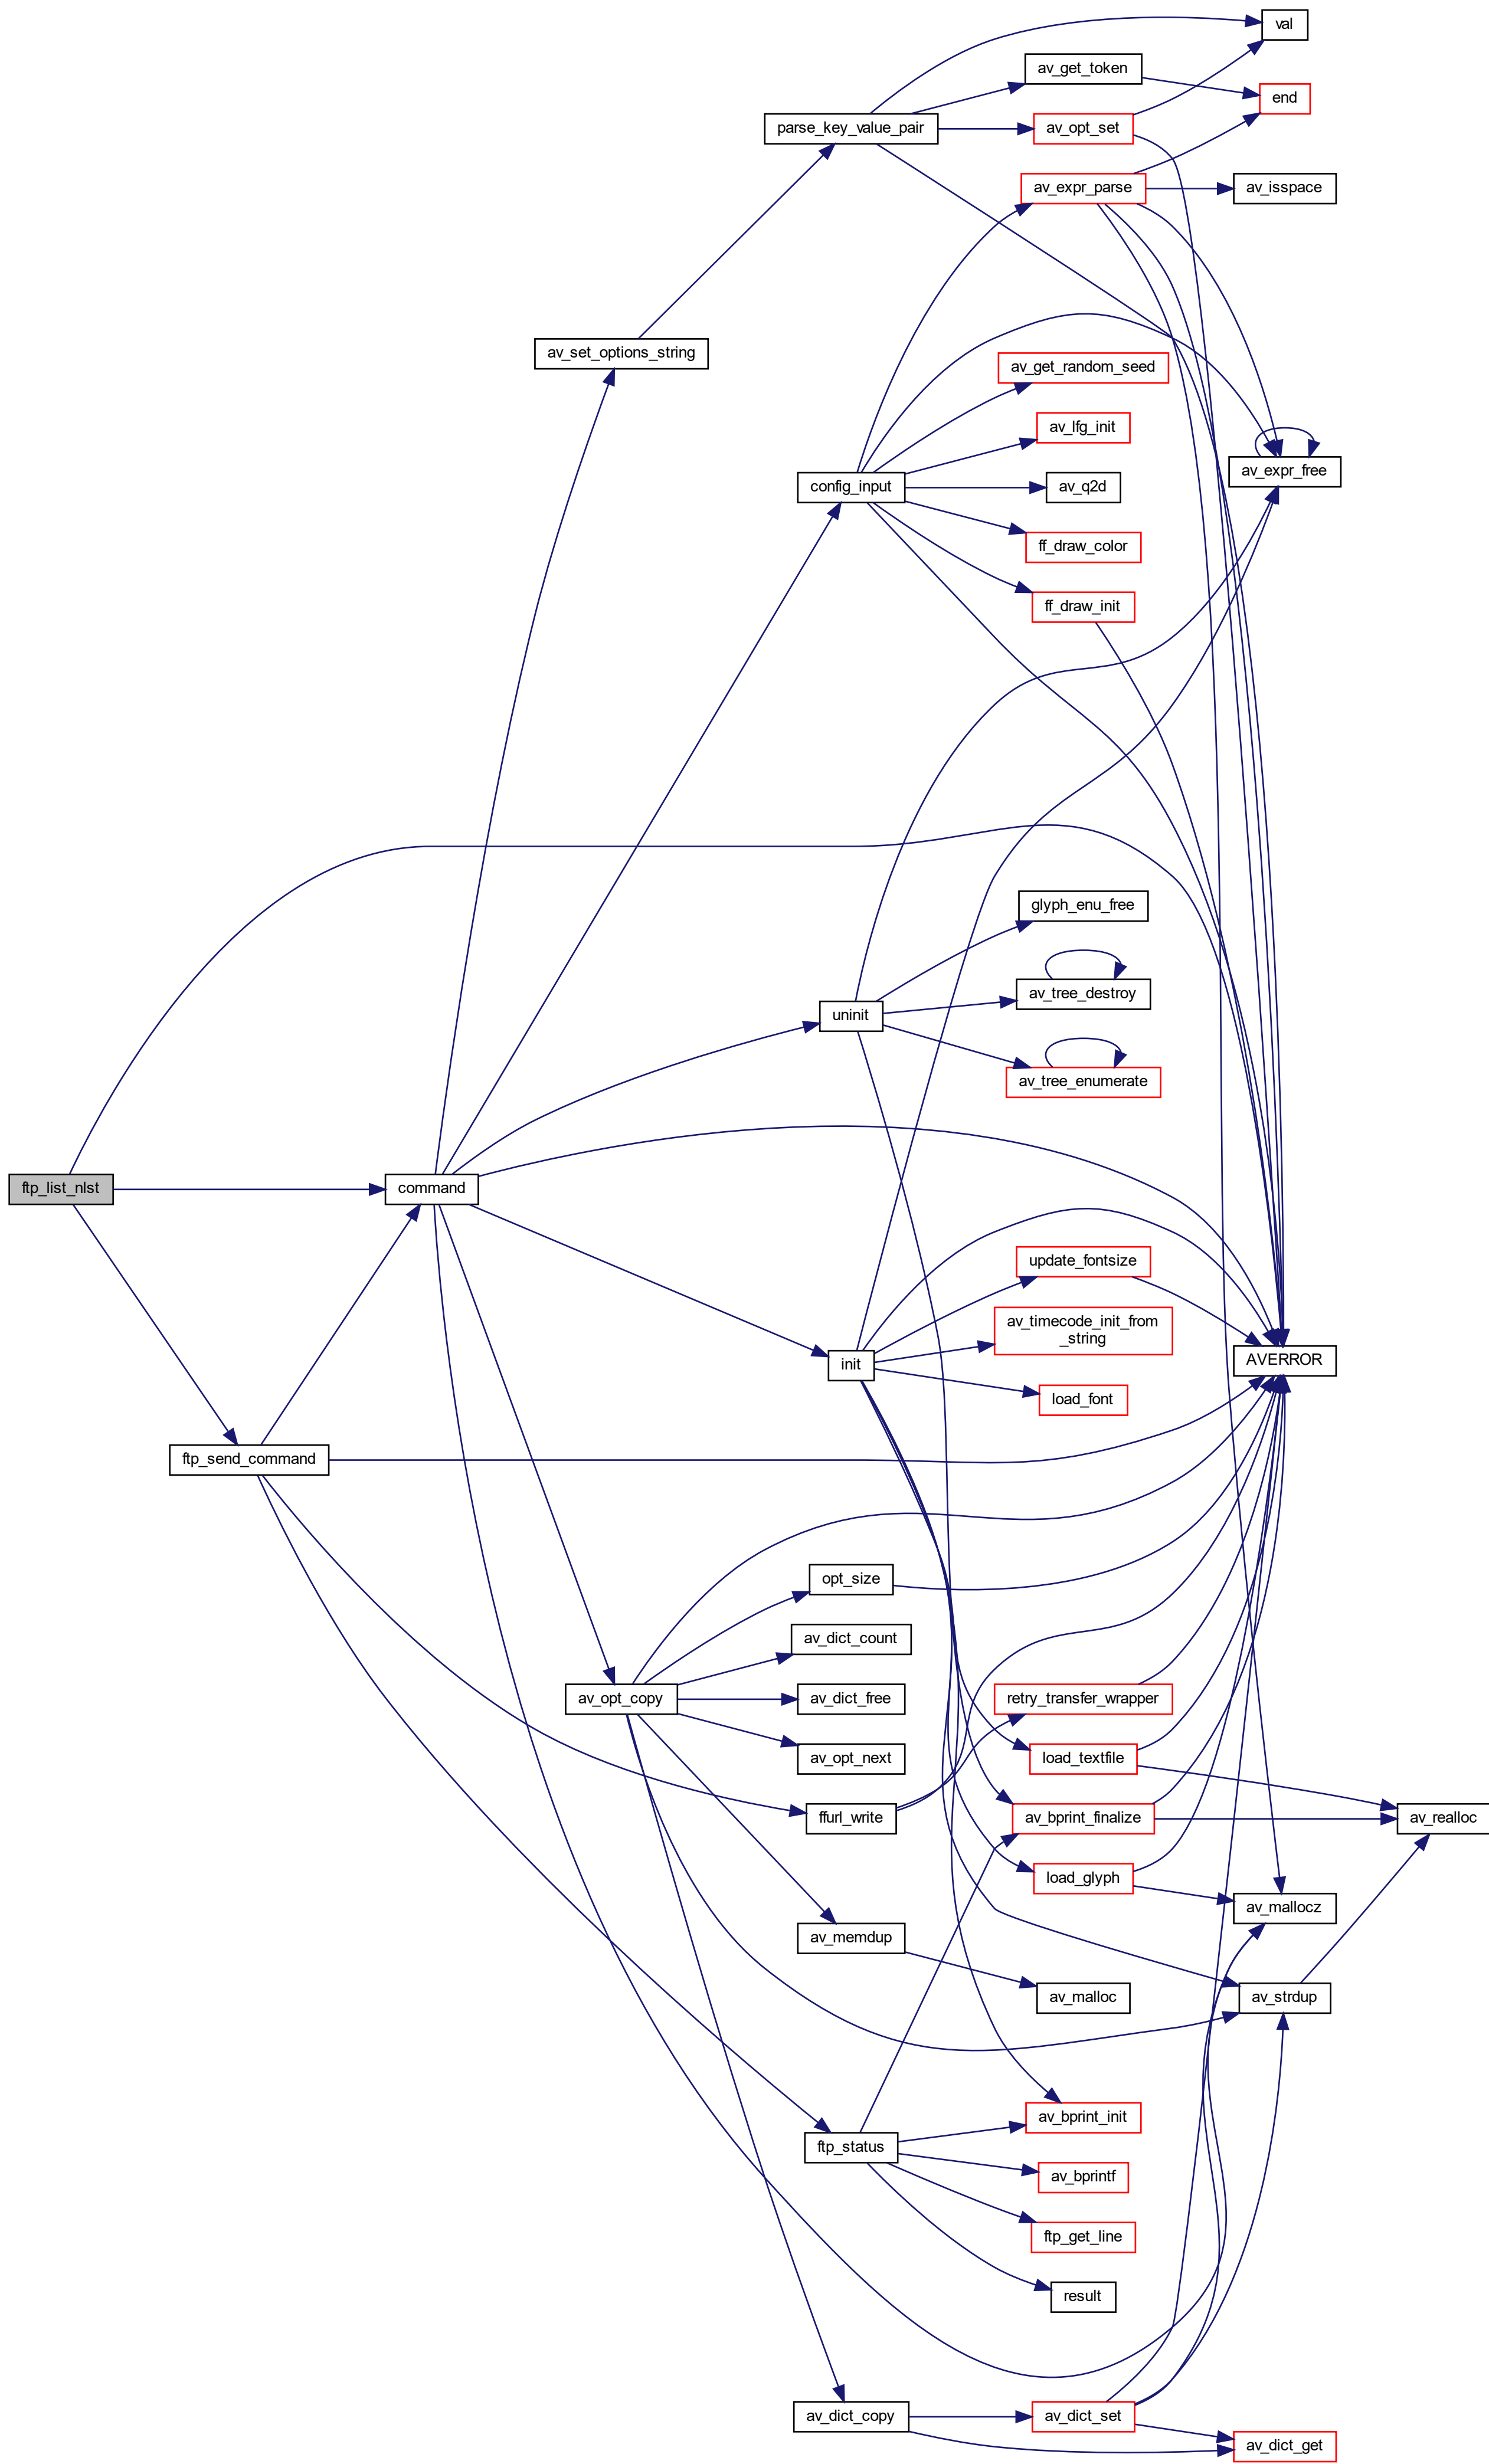 val
av_get_token
end
parse_key_value_pair
av_opt_set
av_expr_parse
av_isspace
av_set_options_string
av_get_random_seed
av_lfg_init
av_expr_free
config_input
av_q2d
ff_draw_color
ff_draw_init
glyph_enu_free
av_tree_destroy
uninit
av_tree_enumerate
ftp_list_nlst
command
update_fontsize
av_timecode_init_from
_string
AVERROR
init
load_font
ftp_send_command
opt_size
av_dict_count
av_opt_copy
av_dict_free
retry_transfer_wrapper
av_opt_next
load_textfile
ffurl_write
av_bprint_finalize
av_realloc
load_glyph
av_mallocz
av_memdup
av_malloc
av_strdup
av_bprint_init
ftp_status
av_bprintf
ftp_get_line
result
av_dict_copy
av_dict_set
av_dict_get